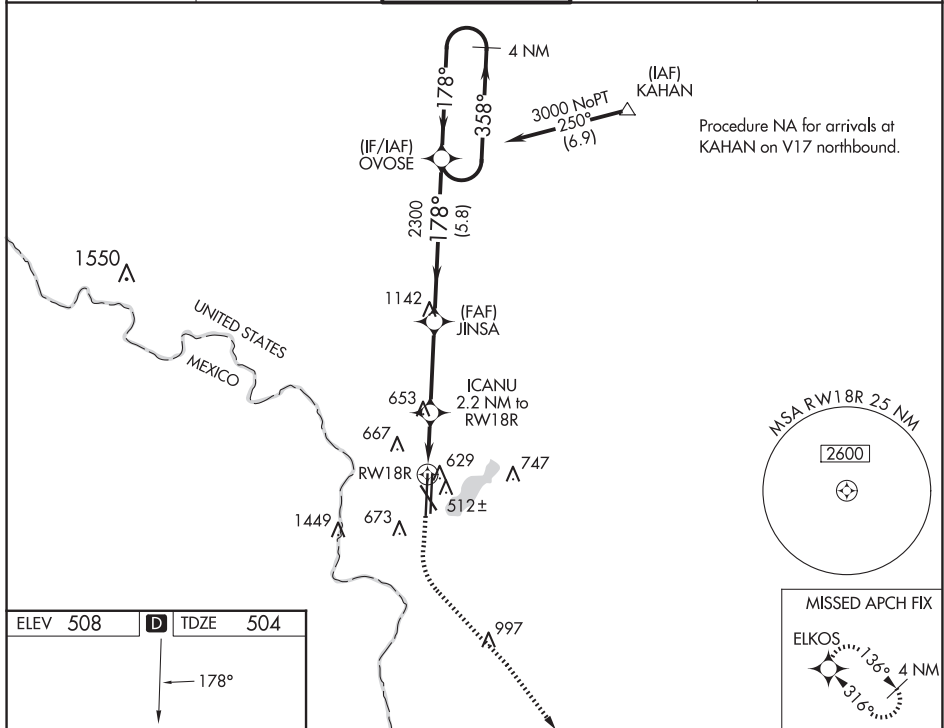 4 NM
178°
358°
(IAF)
KAHAN
3000 NoPT
250°
(6.9)
Procedure NA for arrivals at
KAHAN on V17 northbound.
(IF/IAF)
OVOSE
2300
178°
(5.8)
1550
UNITED STATES
MEXICO
1142
(FAF)
JINSA
ICANU
2.2 NM to
RW18R
653
667
RW18R
629
747
512±
1449
673
997
MSA RW18R 25 NM
2600
MISSED APCH FIX
ELKOS
136°
4 NM
316°
ELEV 508
D
TDZE 504
178°